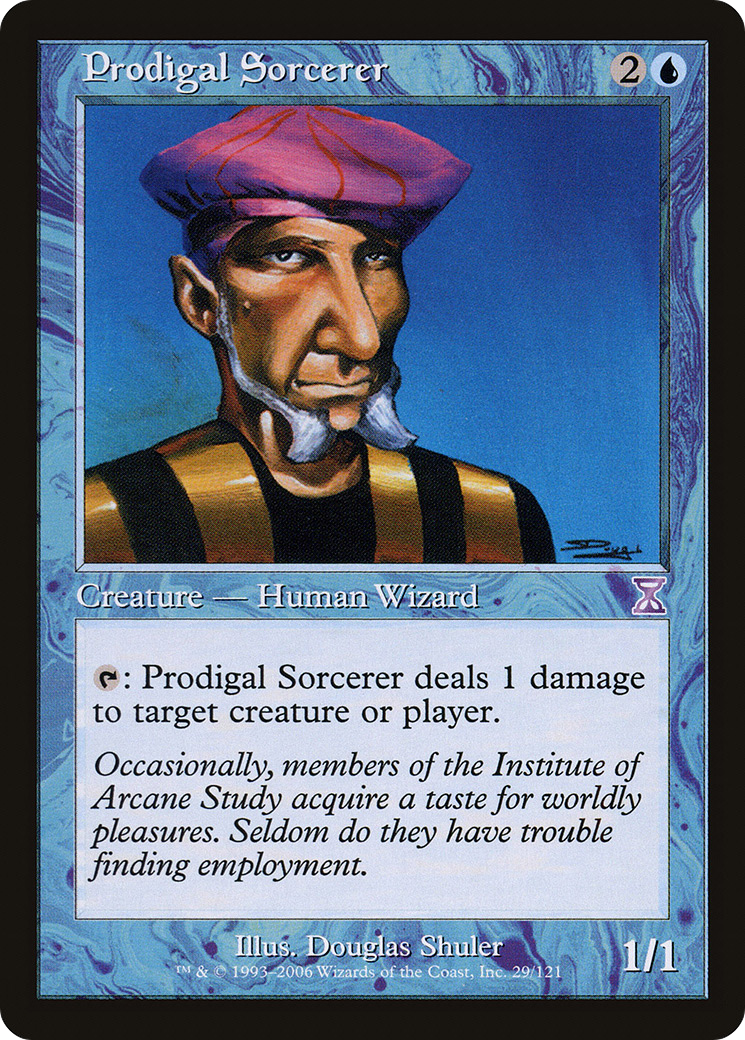 Prodigal Sorcerer 2
Creature — Human Wizard
: Prodigal Sorcerer deals 1 damage
to target creature or player.
Occasionally, members of the Institute of
Arcane Study acquire a taste for worldly
pleasures. Seldom do they have trouble
finding employment.
Illus. Douglas Shuler
™ & © 1993–2006 Wizards of the Coast, Inc. 29/121
1/1